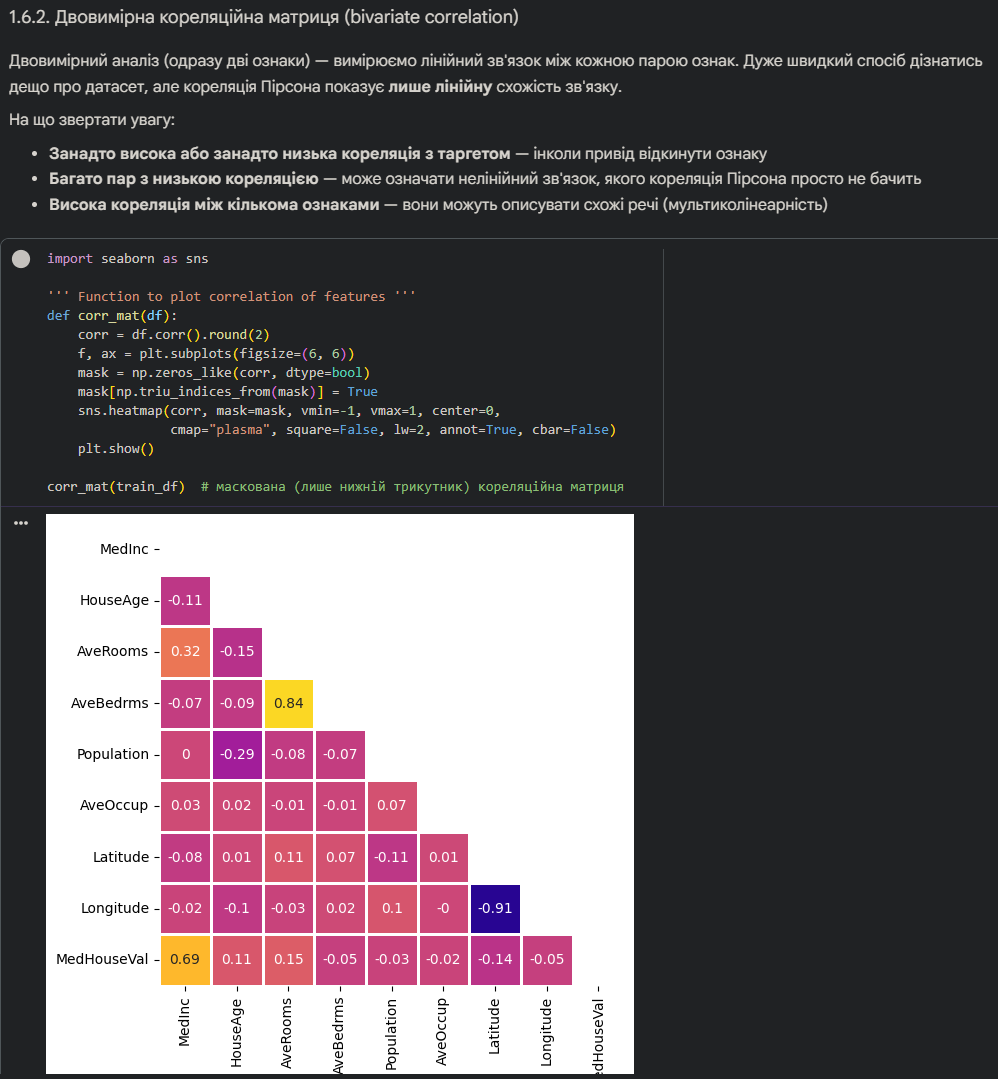 1.6.2. Двовимірна кореляційна матриця (bivariate correlation)
Двовимірний аналіз (одразу дві ознаки) — вимірюємо лінійний зв'язок між кожною парою ознак. Дуже швидкий спосіб дізнатись
дещо про датасет, але кореляція Пірсона показує лише лінійну схожість зв'язку.
На що звертати увагу:
• Занадто висока або занадто низька кореляція з таргетом — інколи привід відкинути ознаку
• Багато пар з низькою кореляцією — може означати нелінійний зв'язок, якого кореляція Пірсона просто не бачить
• Висока кореляція між кількома ознаками — вони можуть описувати схожі речі (мультиколінеарність)
import seaborn as sns
''' Function to plot correlation of features '''
def corr_mat(df):
    corr = df.corr().round(2)
    f, ax = plt.subplots(figsize=(6, 6))
    mask = np.zeros_like(corr, dtype=bool)
    mask[np.triu_indices_from(mask)] = True
    sns.heatmap(corr, mask=mask, vmin=-1, vmax=1, center=0,
                cmap="plasma", square=False, lw=2, annot=True, cbar=False)
    plt.show()
corr_mat(train_df)  # маскована (лише нижній трикутник) кореляційна матриця
MedInc
HouseAge -0.11
AveRooms 0.32 -0.15
AveBedrms -0.07 -0.09 0.84
Population 0 -0.29 -0.08 -0.07
AveOccup 0.03 0.02 -0.01 -0.01 0.07
Latitude -0.08 0.01 0.11 0.07 -0.11 0.01
Longitude -0.02 -0.1 -0.03 0.02 0.1 -0 -0.91
MedHouseVal 0.69 0.11 0.15 -0.05 -0.03 -0.02 -0.14 -0.05
MedInc HouseAge AveRooms AveBedrms Population AveOccup Latitude Longitude edHouseVal